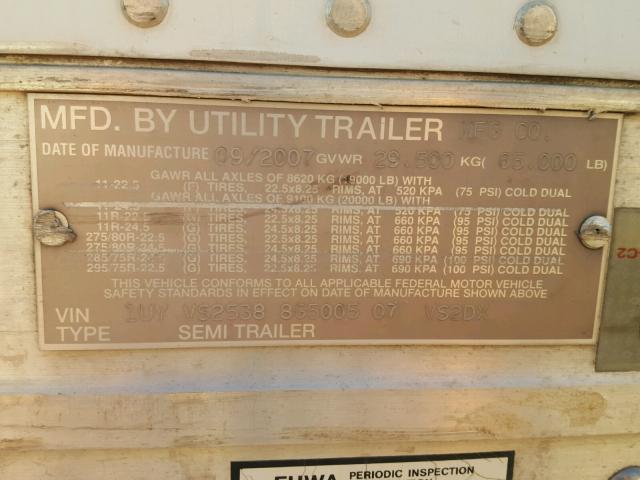 MFD. BY UTILITY TRAILER MFG CO.
DATE OF MANUFACTURE 09/2007 GVWR 29.500 KG( 65.000 LB)
GAWR ALL AXLES OF 8620 KG (19000 LB) WITH
11-22.5 (F) TIRES, 22.5x8.25 RIMS, AT 520 KPA (75 PSI) COLD DUAL
GAWR ALL AXLES OF 9100 KG (20000 LB) WITH
11-24.5 TIRES, RIMS, AT 520 KPA (75 PSI) COLD DUAL
11R-22.5 (G) TIRES, 22.5x8.25 RIMS, AT 660 KPA (95 PSI) COLD DUAL
11R-24.5 (G) TIRES, 24.5x8.25 RIMS, AT 660 KPA (95 PSI) COLD DUAL
275/80R-22.5 (G) TIRES, 22.5x8.25 RIMS, AT 660 KPA (95 PSI) COLD DUAL
275/80R-24.5 (G) TIRES, 24.5x8.25 RIMS, AT 660 KPA (95 PSI) COLD DUAL
285/75R-24.5 (G) TIRES, 24.5x8.25 RIMS, AT 690 KPA (100 PSI) COLD DUAL
295/75R-22.5 (G) TIRES, 22.5x8.25 RIMS, AT 690 KPA (100 PSI) COLD DUAL
THIS VEHICLE CONFORMS TO ALL APPLICABLE FEDERAL MOTOR VEHICLE
SAFETY STANDARDS IN EFFECT ON DATE OF MANUFACTURE SHOWN ABOVE
VIN 1UY VS2538 865005 07 VS2DX
TYPE SEMI TRAILER
-C2
FHWA PERIODIC INSPECTION